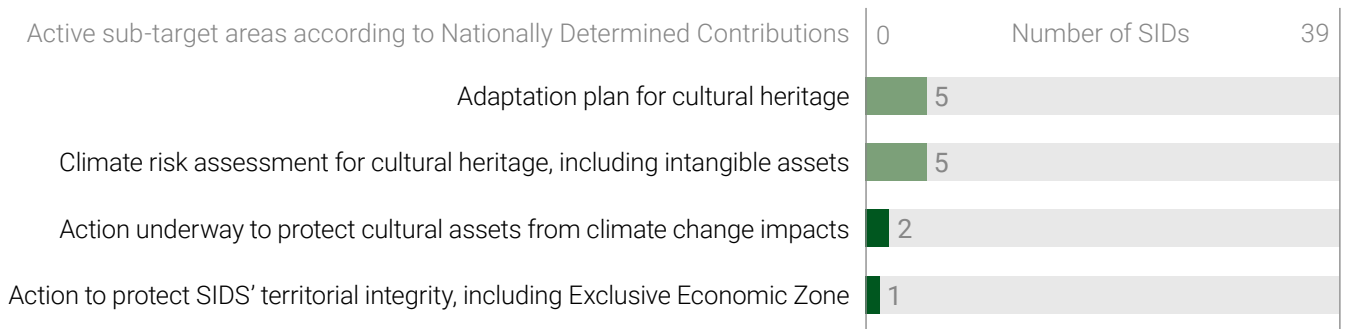 Active sub-target areas according to Nationally Determined Contributions 0 Number of SIDs 39
Adaptation plan for cultural heritage 5
Climate risk assessment for cultural heritage, including intangible assets 5
Action underway to protect cultural assets from climate change impacts 2
Action to protect SIDS’ territorial integrity, including Exclusive Economic Zone 1